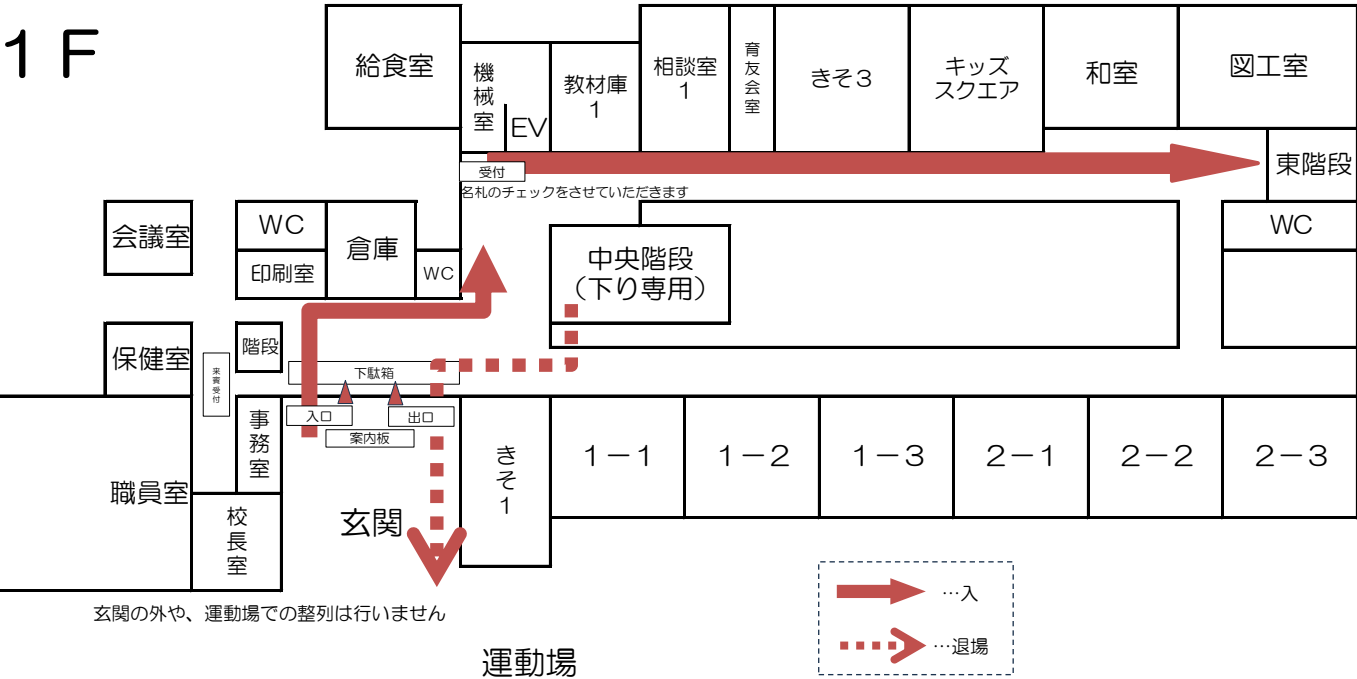 １Ｆ
給食室
機械室
EV
教材庫
1
相談室
1
育友会室
きそ３
キッズ
スクエア
和室
図工室
受付
名札のチェックをさせていただきます
東階段
会議室
WC
印刷室
倉庫
WC
中央階段
（下り専用）
WC
保健室
来賓受付
階段
下駄箱
入口
出口
案内板
事務室
職員室
校長室
玄関
きそ1
１－１
１－２
１－３
２－１
２－２
２－３
玄関の外や、運動場での整列は行いません
…入
…退場
運動場